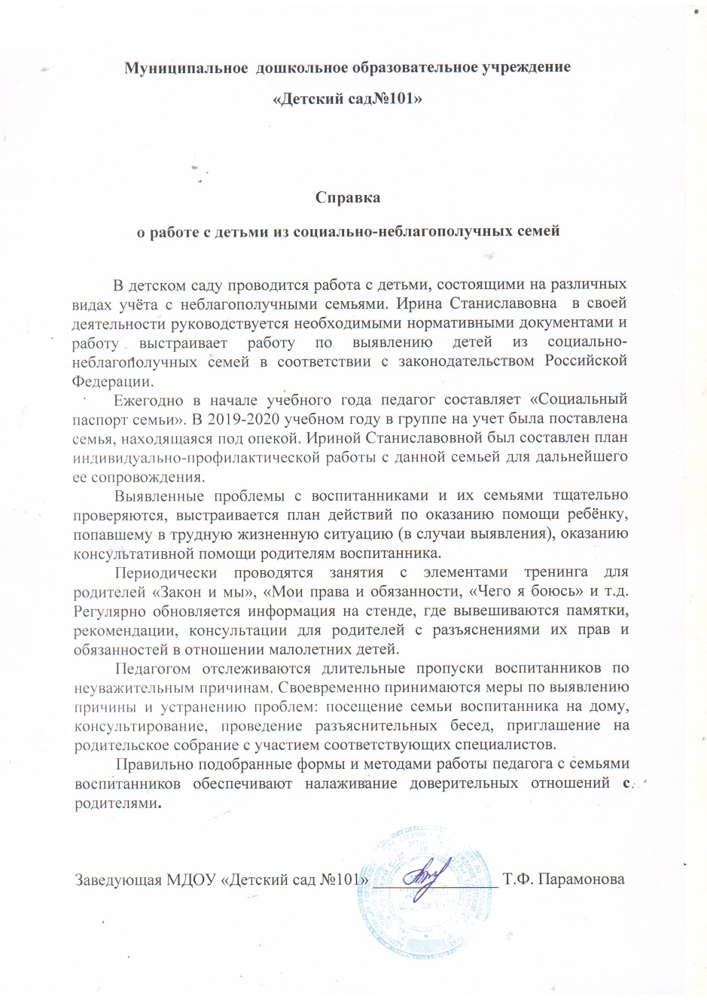 Муниципальное  дошкольное образовательное учреждение
«Детский сад№101»
Справка
о работе с детьми из социально-неблагополучных семей
В детском саду проводится работа с детьми, состоящими на различных
видах учёта с неблагополучными семьями. Ирина Станиславовна  в своей
деятельности руководствуется необходимыми нормативными документами и
работу выстраивает работу по выявлению детей из социально-
неблагополучных семей в соответствии с законодательством Российской
Федерации.
Ежегодно в начале учебного года педагог составляет «Социальный
паспорт семьи». В 2019-2020 учебном году в группе на учет была поставлена
семья, находящаяся под опекой. Ириной Станиславовной был составлен план
индивидуально-профилактической работы с данной семьей для дальнейшего
ее сопровождения.
Выявленные проблемы с воспитанниками и их семьями тщательно
проверяются, выстраивается план действий по оказанию помощи ребёнку,
попавшему в трудную жизненную ситуацию (в случаи выявления), оказанию
консультативной помощи родителям воспитанника.
Периодически проводятся занятия с элементами тренинга для
родителей «Закон и мы», «Мои права и обязанности, «Чего я боюсь» и т.д.
Регулярно обновляется информация на стенде, где вывешиваются памятки,
рекомендации, консультации для родителей с разъяснениями их прав и
обязанностей в отношении малолетних детей.
Педагогом отслеживаются длительные пропуски воспитанников по
неуважительным причинам. Своевременно принимаются меры по выявлению
причины и устранению проблем: посещение семьи воспитанника на дому,
консультирование, проведение разъяснительных бесед, приглашение на
родительское собрание с участием соответствующих специалистов.
Правильно подобранные формы и методами работы педагога с семьями
воспитанников обеспечивают налаживание доверительных отношений с
родителями.
Заведующая МДОУ «Детский сад №101» _______________ Т.Ф. Парамонова